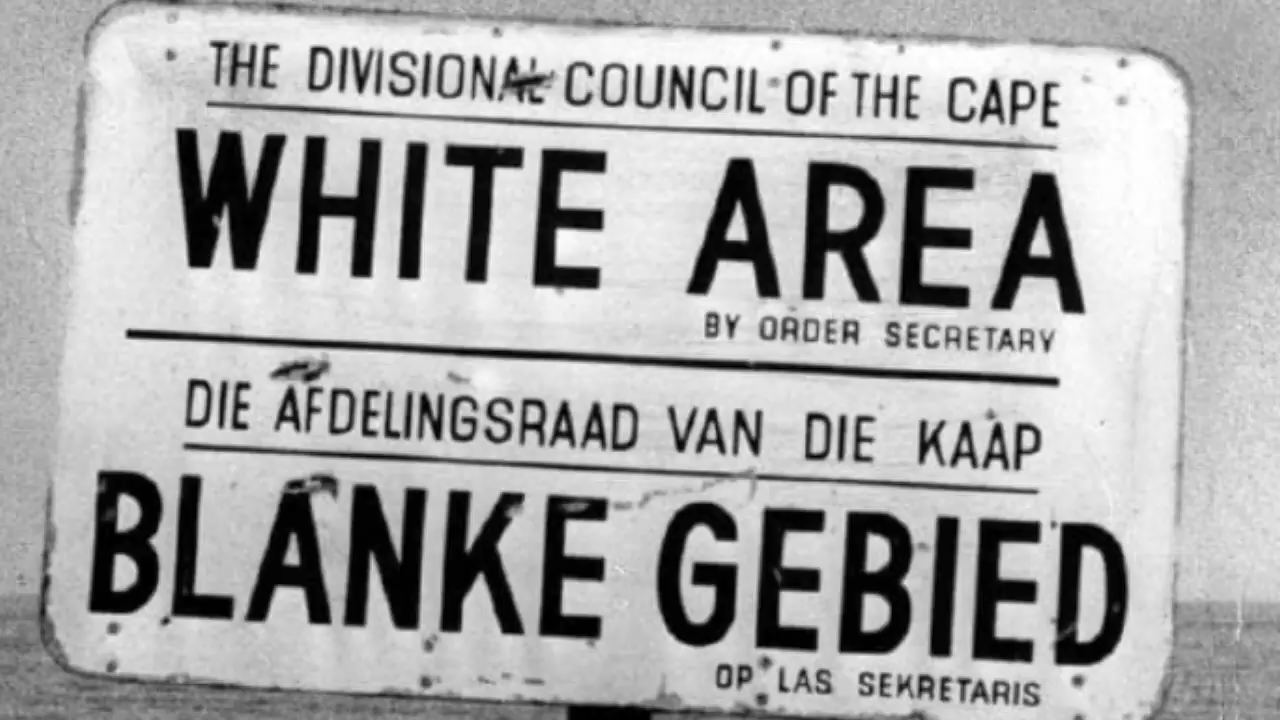 THE DIVISIONAL COUNCIL OF THE CAPE
WHITE AREA
BY ORDER SECRETARY
DIE AFDELINGSRAAD VAN DIE KAAP
BLANKE GEBIED
OP LAS SEKRETARIS